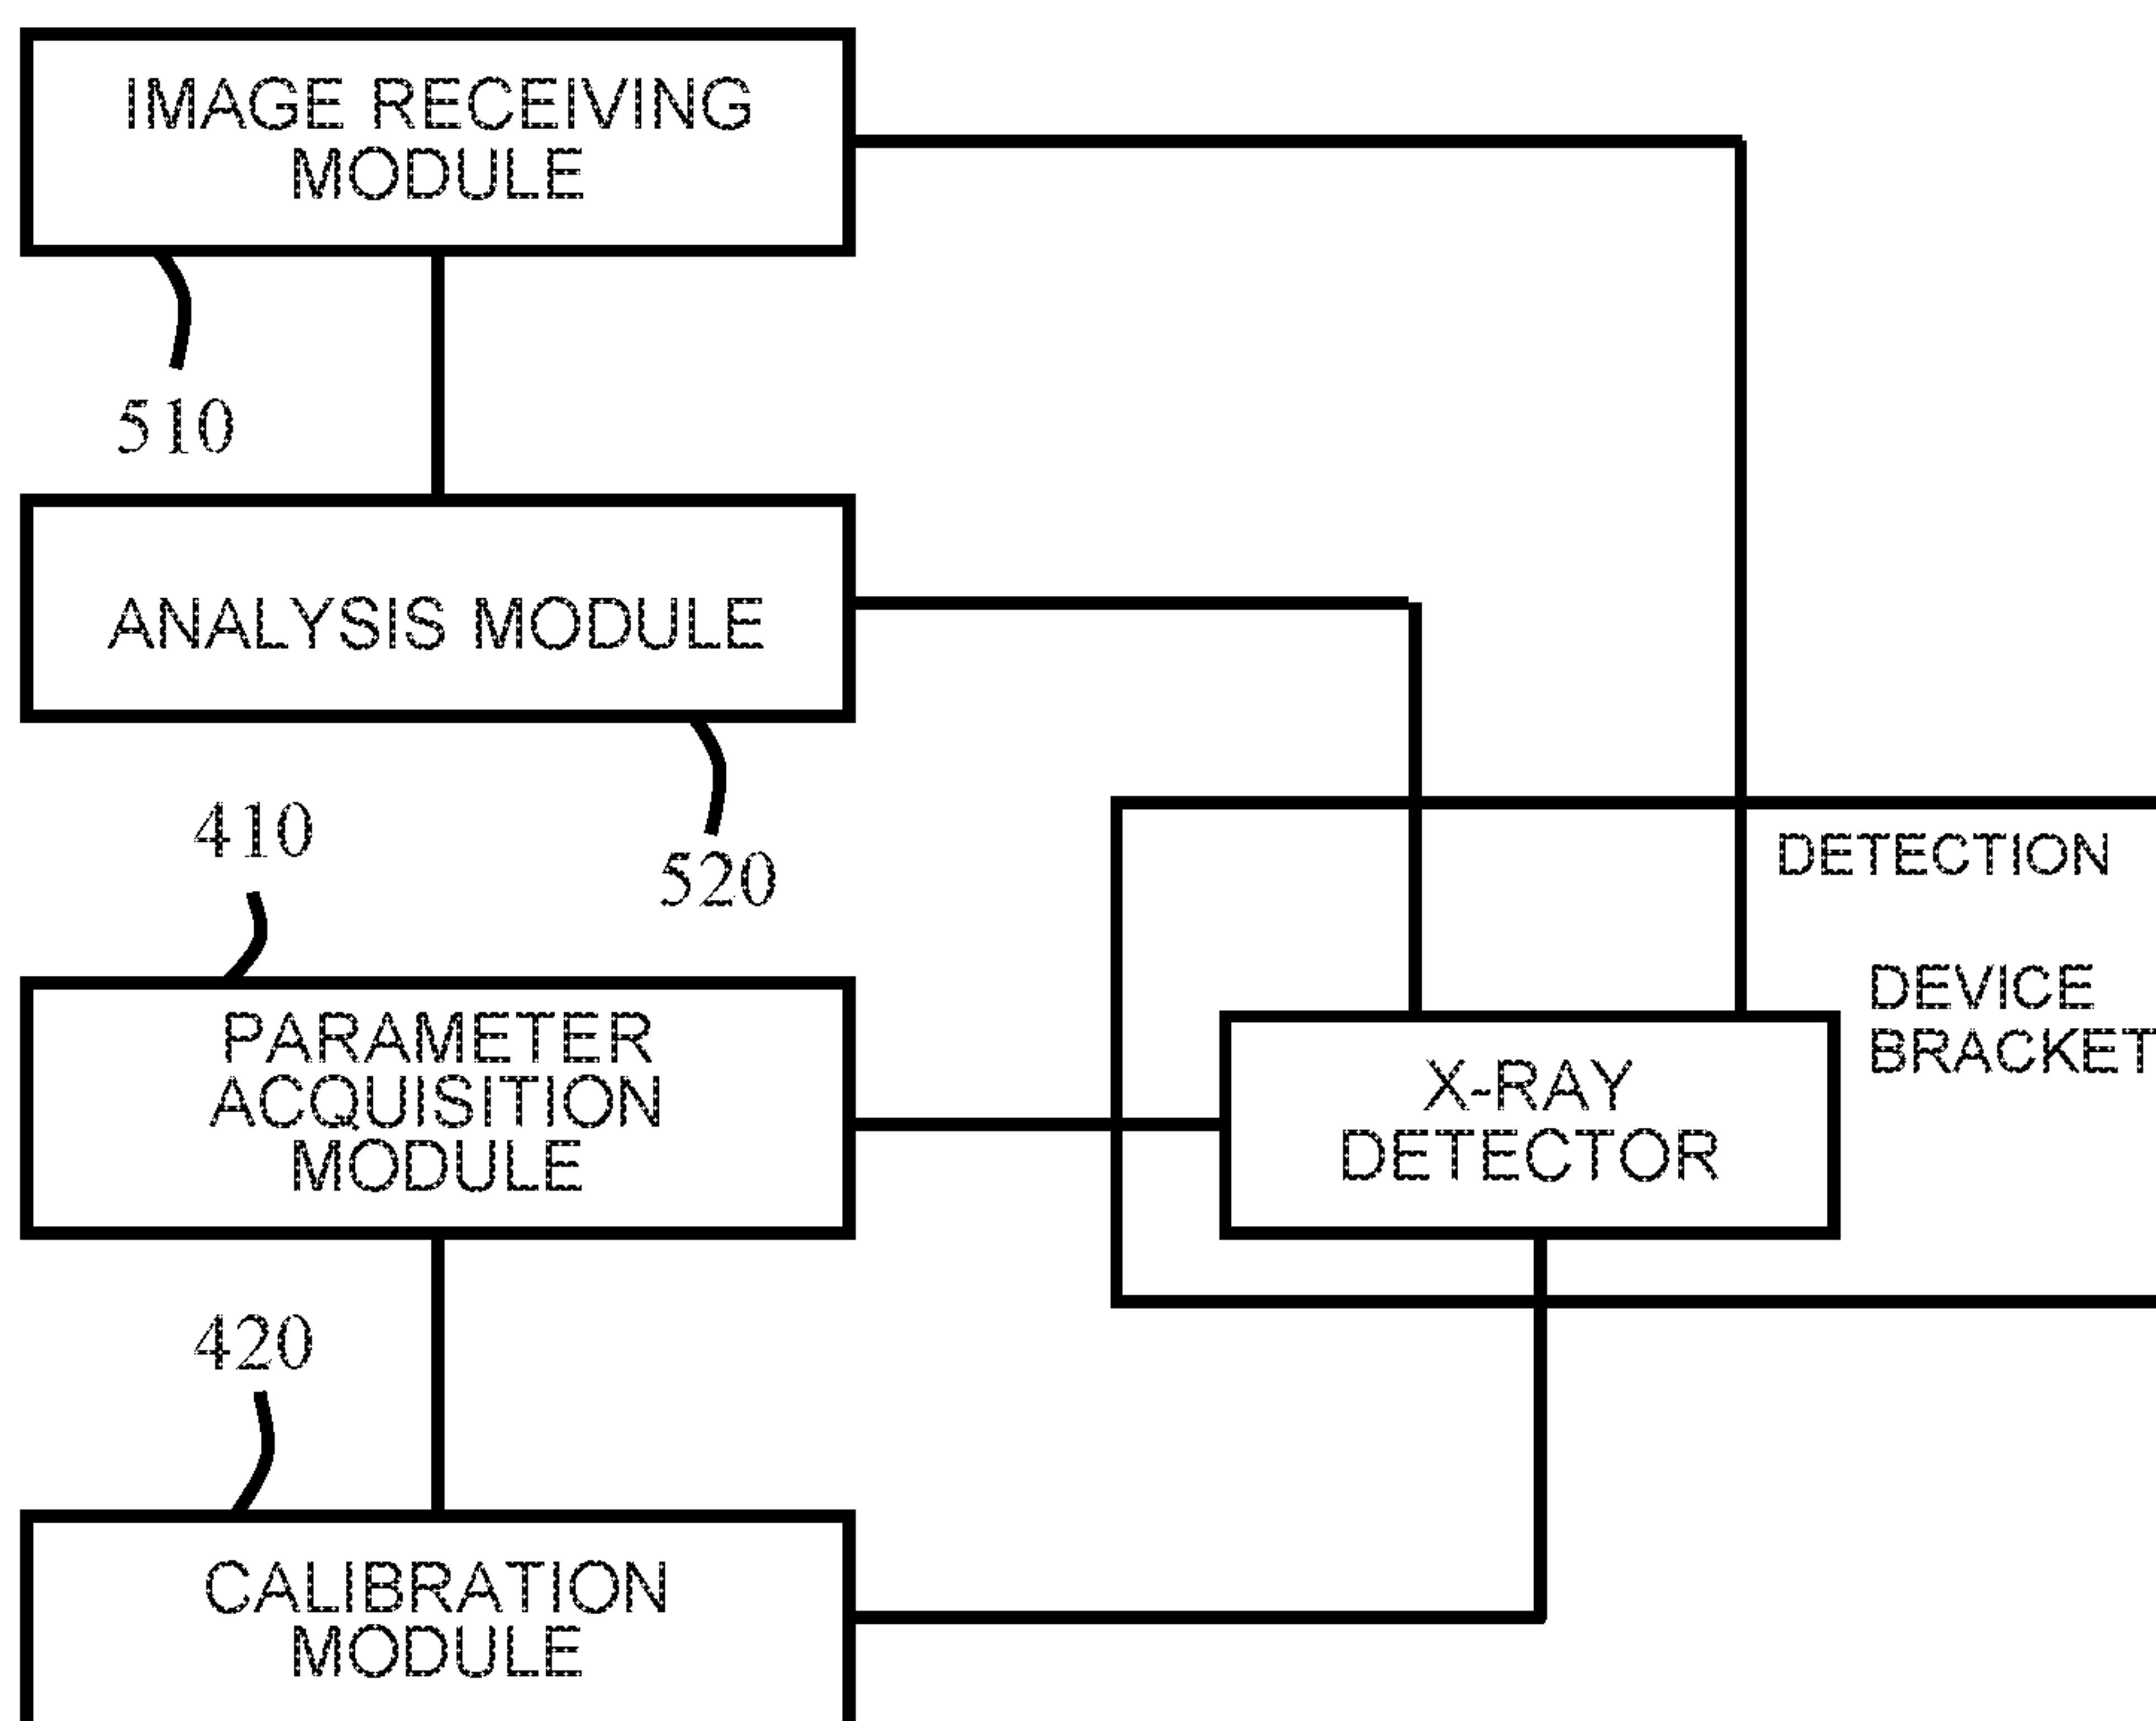 IMAGE RECEIVING
MODULE
510
ANALYSIS MODULE
520
410
PARAMETER
ACQUISITION
MODULE
DETECTION
DEVICE
BRACKET
X-RAY
DETECTOR
420
CALIBRATION
MODULE